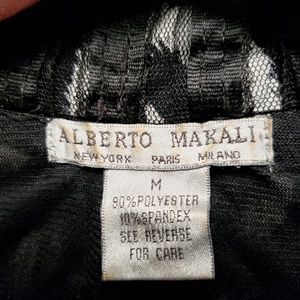 ALBERTO MAKALI
NEW YORK PARIS MILANO
M
90% POLYESTER
10% SPANDEX
SEE REVERSE
FOR CARE